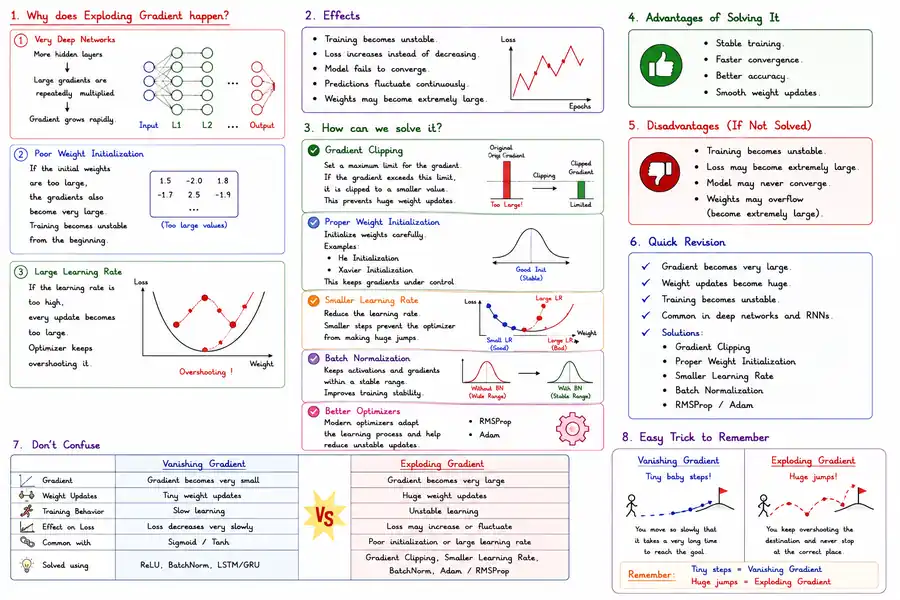 1. Why does Exploding Gradient happen?
1 Very Deep Networks
More hidden layers
Large gradients are
repeatedly multiplied
Gradient grows rapidly.
Input L1 L2 ... Output
2 Poor Weight Initialization
If the initial weights
are too large,
the gradients also
become very large.
Training becomes unstable
from the beginning.
1.5 -2.0 1.8
-1.7 2.5 -1.9
...
(Too large values)
3 Large Learning Rate
If the learning rate is
too high,
every update becomes
too large.
Optimizer keeps
overshooting it.
Loss
Weight
Overshooting !
2. Effects
• Training becomes unstable.
• Loss increases instead of decreasing.
• Model fails to converge.
• Predictions fluctuate continuously.
• Weights may become extremely large.
Loss
Epochs
3. How can we solve it?
Gradient Clipping
Set a maximum limit for the gradient.
If the gradient exceeds this limit,
it is clipped to a smaller value.
This prevents huge weight updates.
Original
Gradient
Too Large!
Clipping
Clipped
Gradient
Limited
Proper Weight Initialization
Initialize weights carefully.
Examples:
• He Initialization
• Xavier Initialization
This keeps gradients under control
Good Init
(Stable)
Smaller Learning Rate
Reduce the learning rate.
Smaller steps prevent the optimizer
from making huge jumps.
Loss
Large LR
Weight
Small LR
(Good)
Large LR
(Bad)
Batch Normalization
Keeps activations and gradients
within a stable range.
Improves training stability.
Without BN
(Wide Range)
With BN
(Stable Range)
Better Optimizers
Modern optimizers adapt
the learning process and help
reduce unstable updates.
• RMSProp
• Adam
4. Advantages of Solving It
• Stable training.
• Faster convergence.
• Better accuracy.
• Smooth weight updates.
5. Disadvantages (If Not Solved)
• Training becomes unstable.
• Loss may become extremely large.
• Model may never converge.
• Weights may overflow
(become extremely large).
6. Quick Revision
✓ Gradient becomes very large.
✓ Weight updates become huge.
✓ Training becomes unstable.
✓ Common in deep networks and RNNs.
✓ Solutions:
• Gradient Clipping
• Proper Weight Initialization
• Smaller Learning Rate
• Batch Normalization
• RMSProp / Adam
7. Don't Confuse
Vanishing Gradient Exploding Gradient
Gradient Gradient becomes very small Gradient becomes very large
Weight Updates Tiny weight updates Huge weight updates
Training Behavior Slow learning Unstable learning
Effect on Loss Loss decreases very slowly Loss may increase or fluctuate
Common with Sigmoid / Tanh Poor initialization or large learning rate
Solved using ReLU, BatchNorm, LSTM/GRU Gradient Clipping, Smaller Learning Rate,
BatchNorm, Adam / RMSProp
VS
8. Easy Trick to Remember
Vanishing Gradient
Tiny baby steps!
You move so slowly that
it takes a very long time
to reach the goal
Exploding Gradient
Huge jumps!
You keep overshooting the
destination and never stop
at the correct place.
Remember: Tiny steps = Vanishing Gradient
Huge jumps = Exploding Gradient